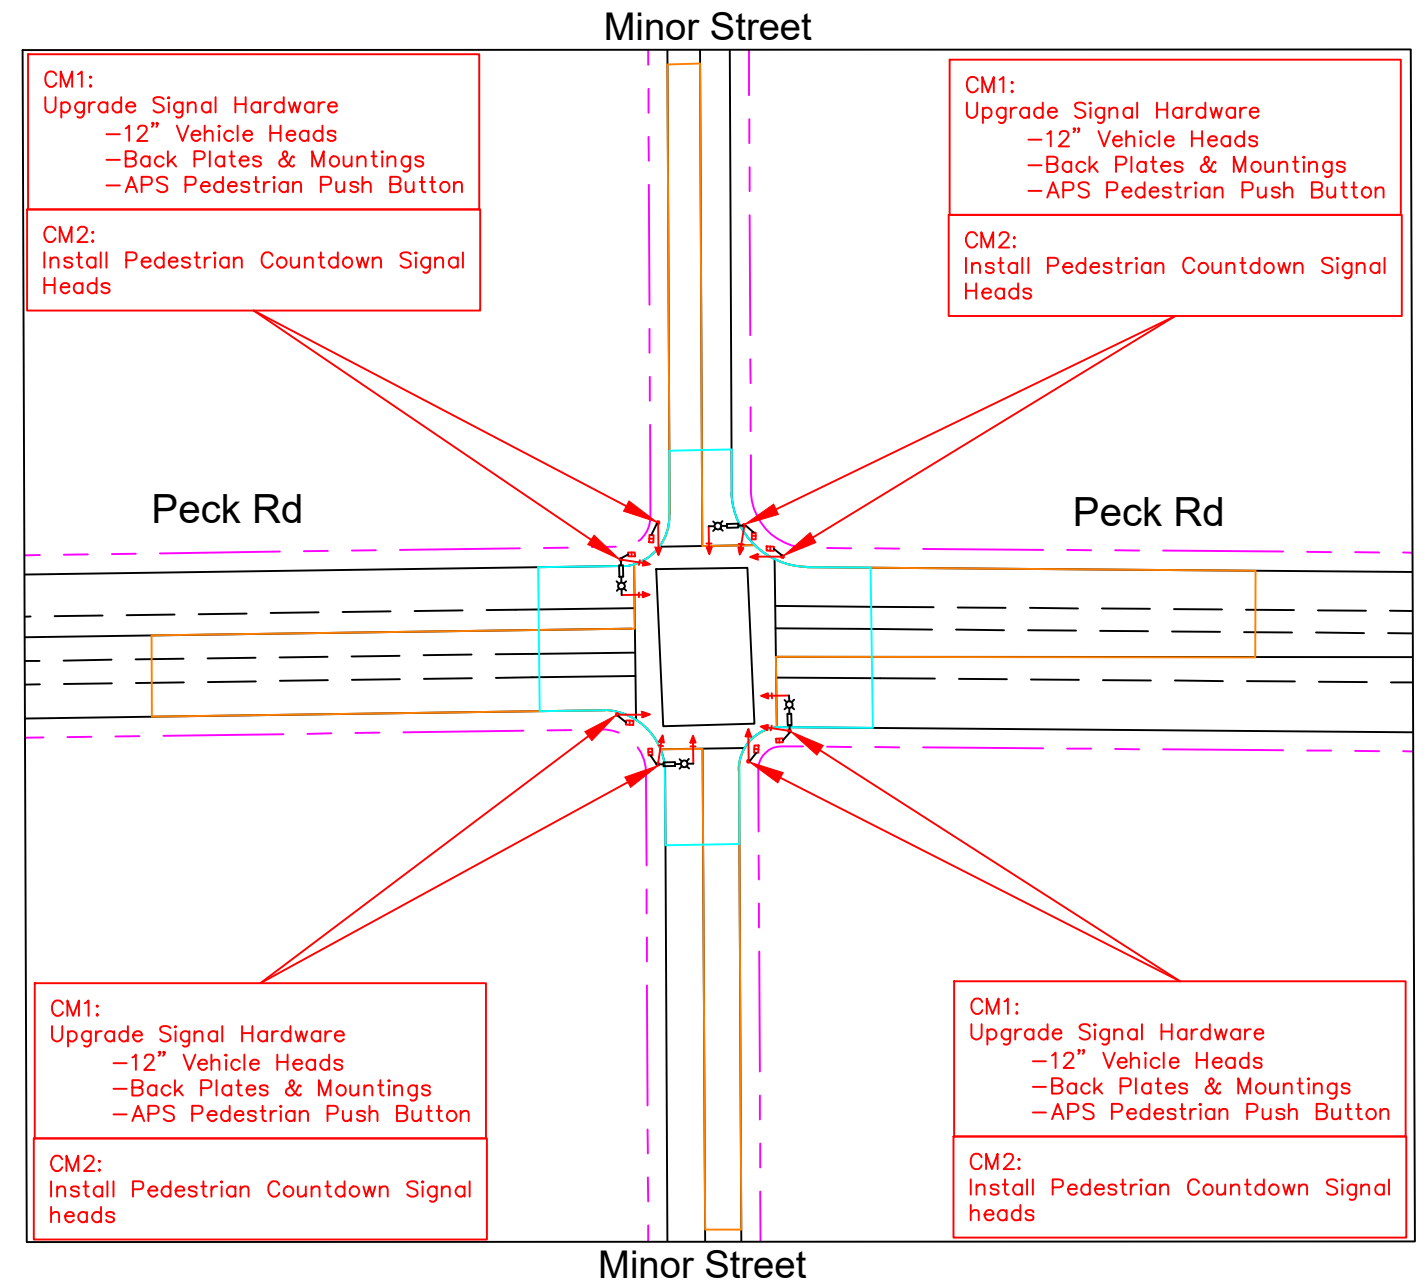 Minor Street
CM1:
Upgrade Signal Hardware
-12” Vehicle Heads
-Back Plates & Mountings
-APS Pedestrian Push Button
CM2:
Install Pedestrian Countdown Signal
Heads
CM1:
Upgrade Signal Hardware
-12” Vehicle Heads
-Back Plates & Mountings
-APS Pedestrian Push Button
CM2:
Install Pedestrian Countdown Signal
Heads
Peck Rd
Peck Rd
CM1:
Upgrade Signal Hardware
-12” Vehicle Heads
-Back Plates & Mountings
-APS Pedestrian Push Button
CM2:
Install Pedestrian Countdown Signal
heads
CM1:
Upgrade Signal Hardware
-12” Vehicle Heads
-Back Plates & Mountings
-APS Pedestrian Push Button
CM2:
Install Pedestrian Countdown Signal
heads
Minor Street